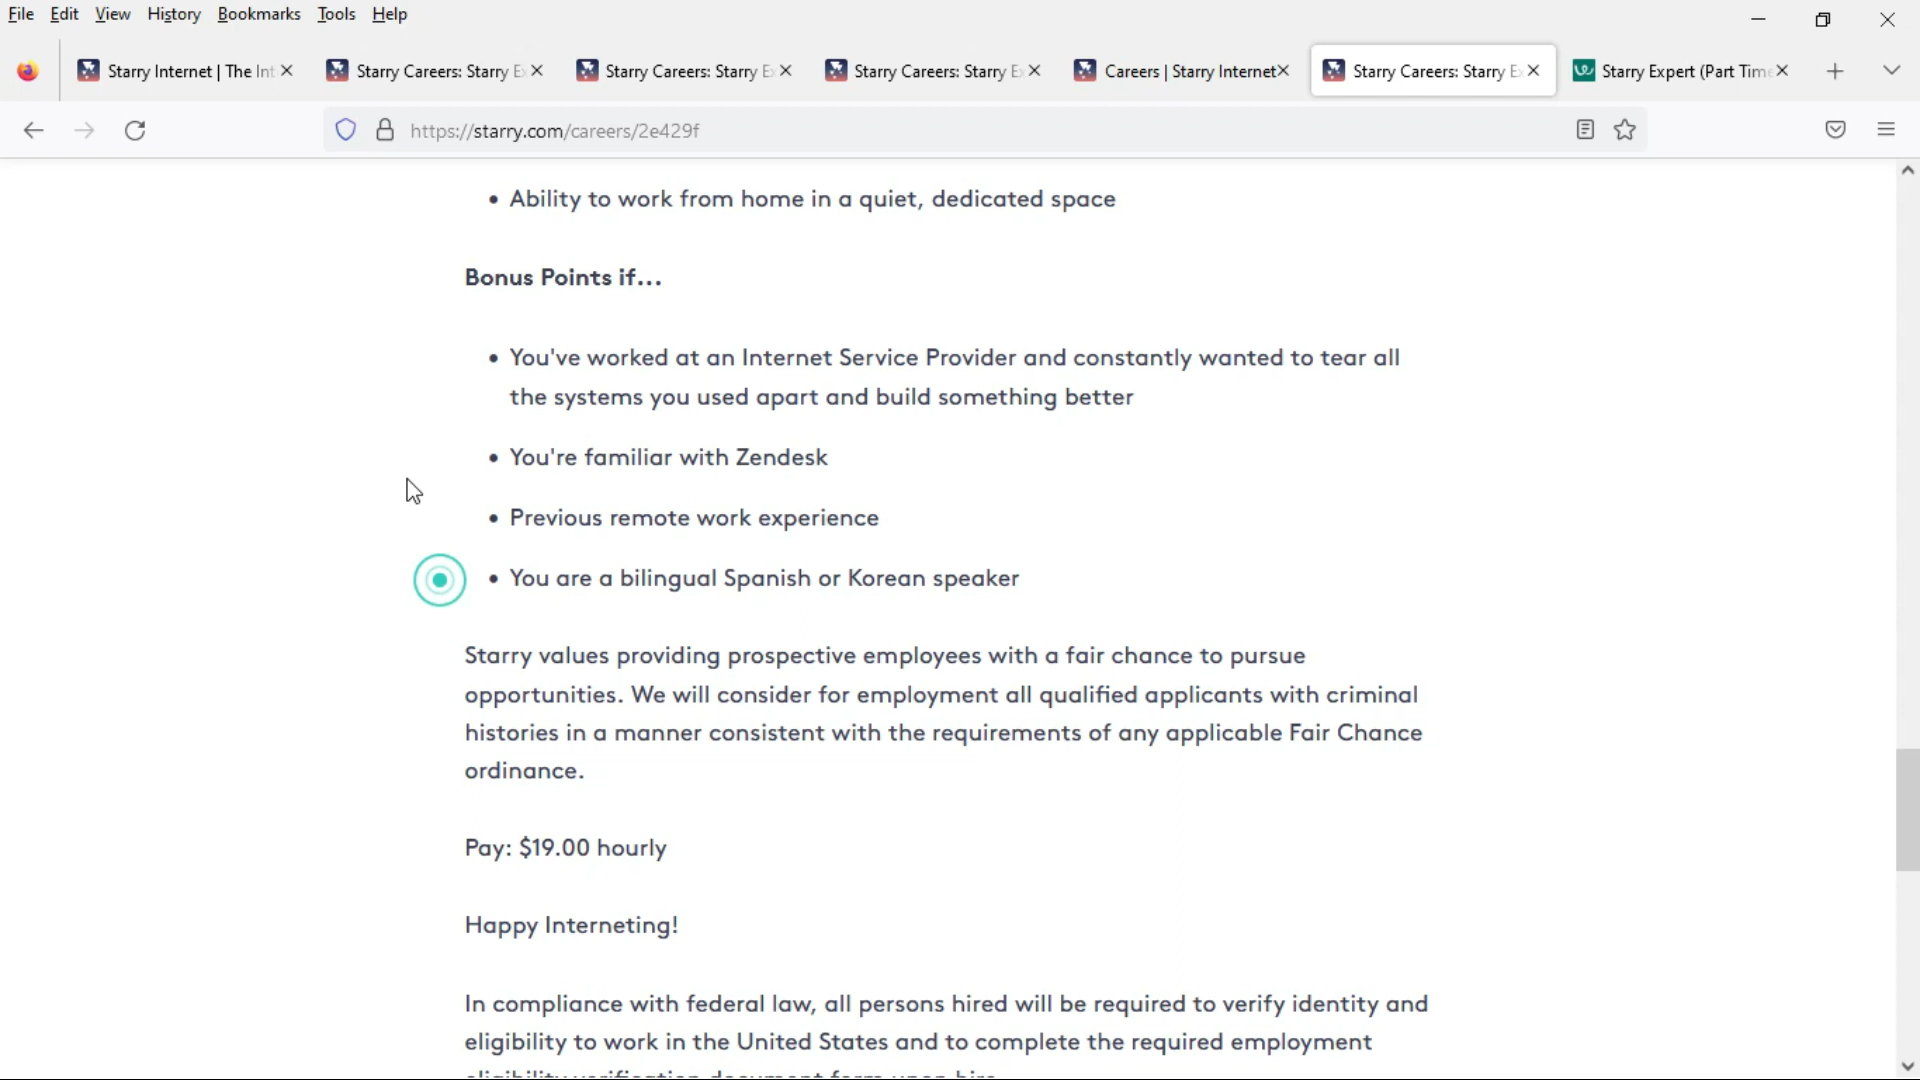 File Edit View History Bookmarks Tools Help
Starry Internet | The Int
Starry Careers: Starry E
Starry Careers: Starry E
Starry Careers: Starry E
Careers | Starry Internet
Starry Careers: Starry E
Starry Expert (Part Time
https://starry.com/careers/2e429f
• Ability to work from home in a quiet, dedicated space
Bonus Points if...
• You've worked at an Internet Service Provider and constantly wanted to tear all
the systems you used apart and build something better
• You're familiar with Zendesk
• Previous remote work experience
• You are a bilingual Spanish or Korean speaker
Starry values providing prospective employees with a fair chance to pursue
opportunities. We will consider for employment all qualified applicants with criminal
histories in a manner consistent with the requirements of any applicable Fair Chance
ordinance.
Pay: $19.00 hourly
Happy Interneting!
In compliance with federal law, all persons hired will be required to verify identity and
eligibility to work in the United States and to complete the required employment
eligibility verification document form upon hire